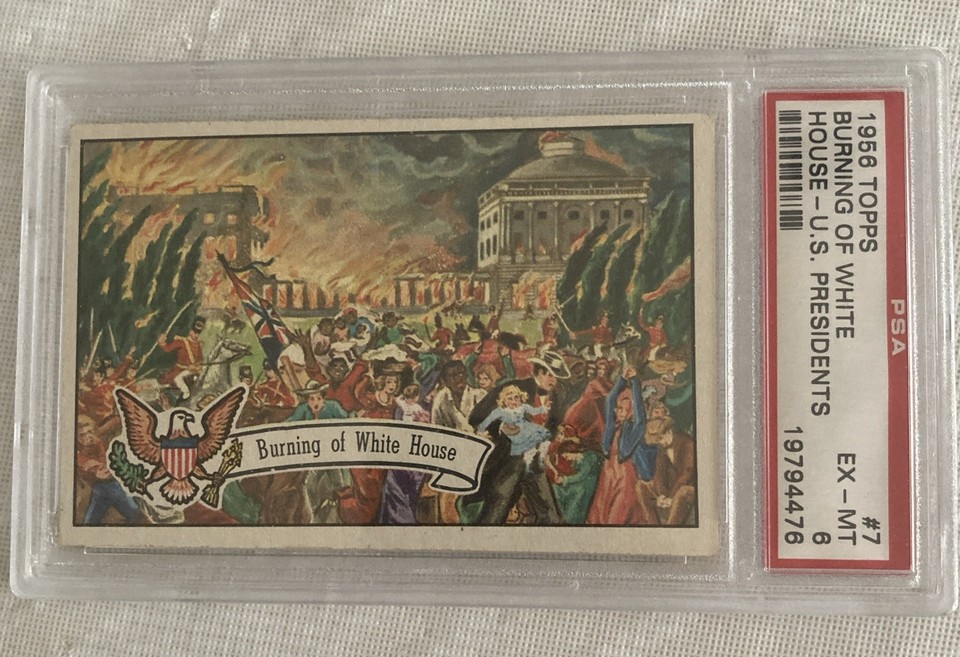 Burning of White House
PSA
1956 TOPPS #7
BURNING OF WHITE EX - MT
HOUSE - U.S. PRESIDENTS 6
19794476